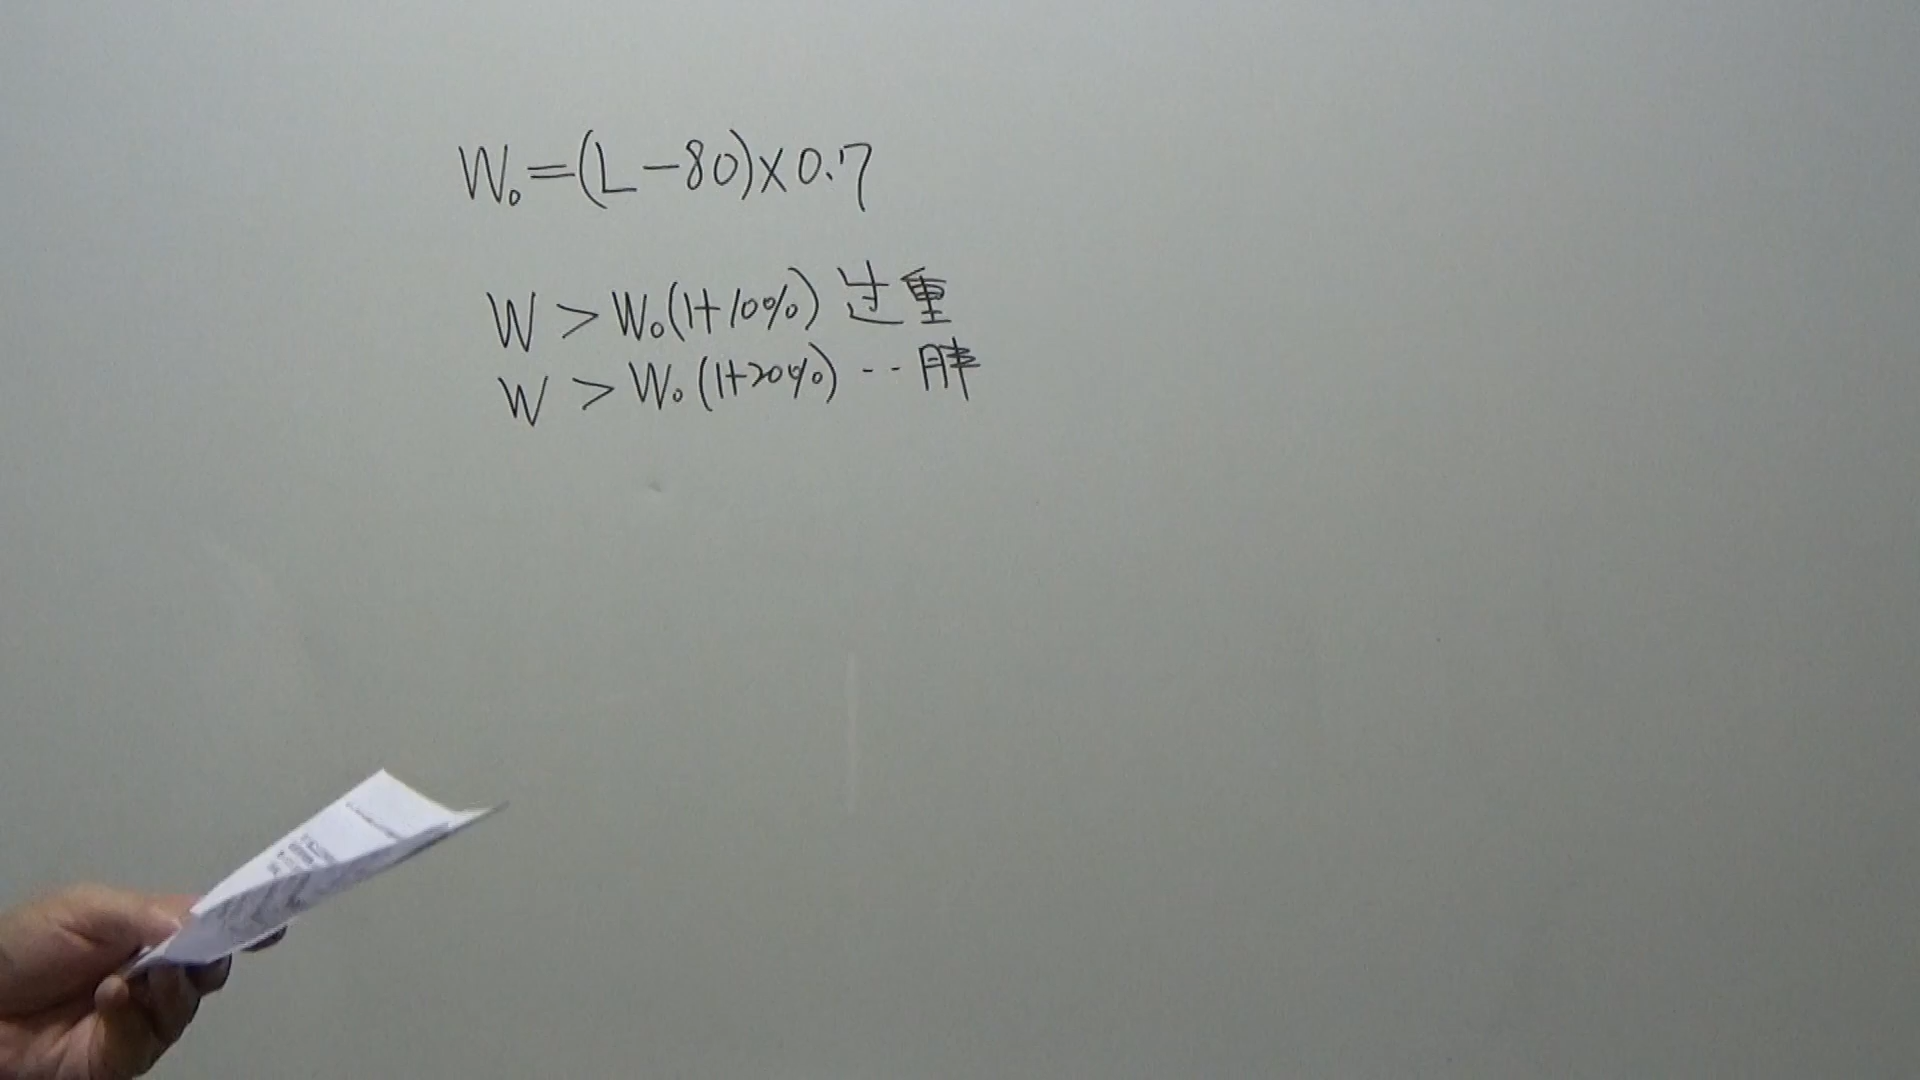 W₀=(L-80)×0.7
W > W₀(1+10%) 过重
W > W₀(1+20%) -- 胖